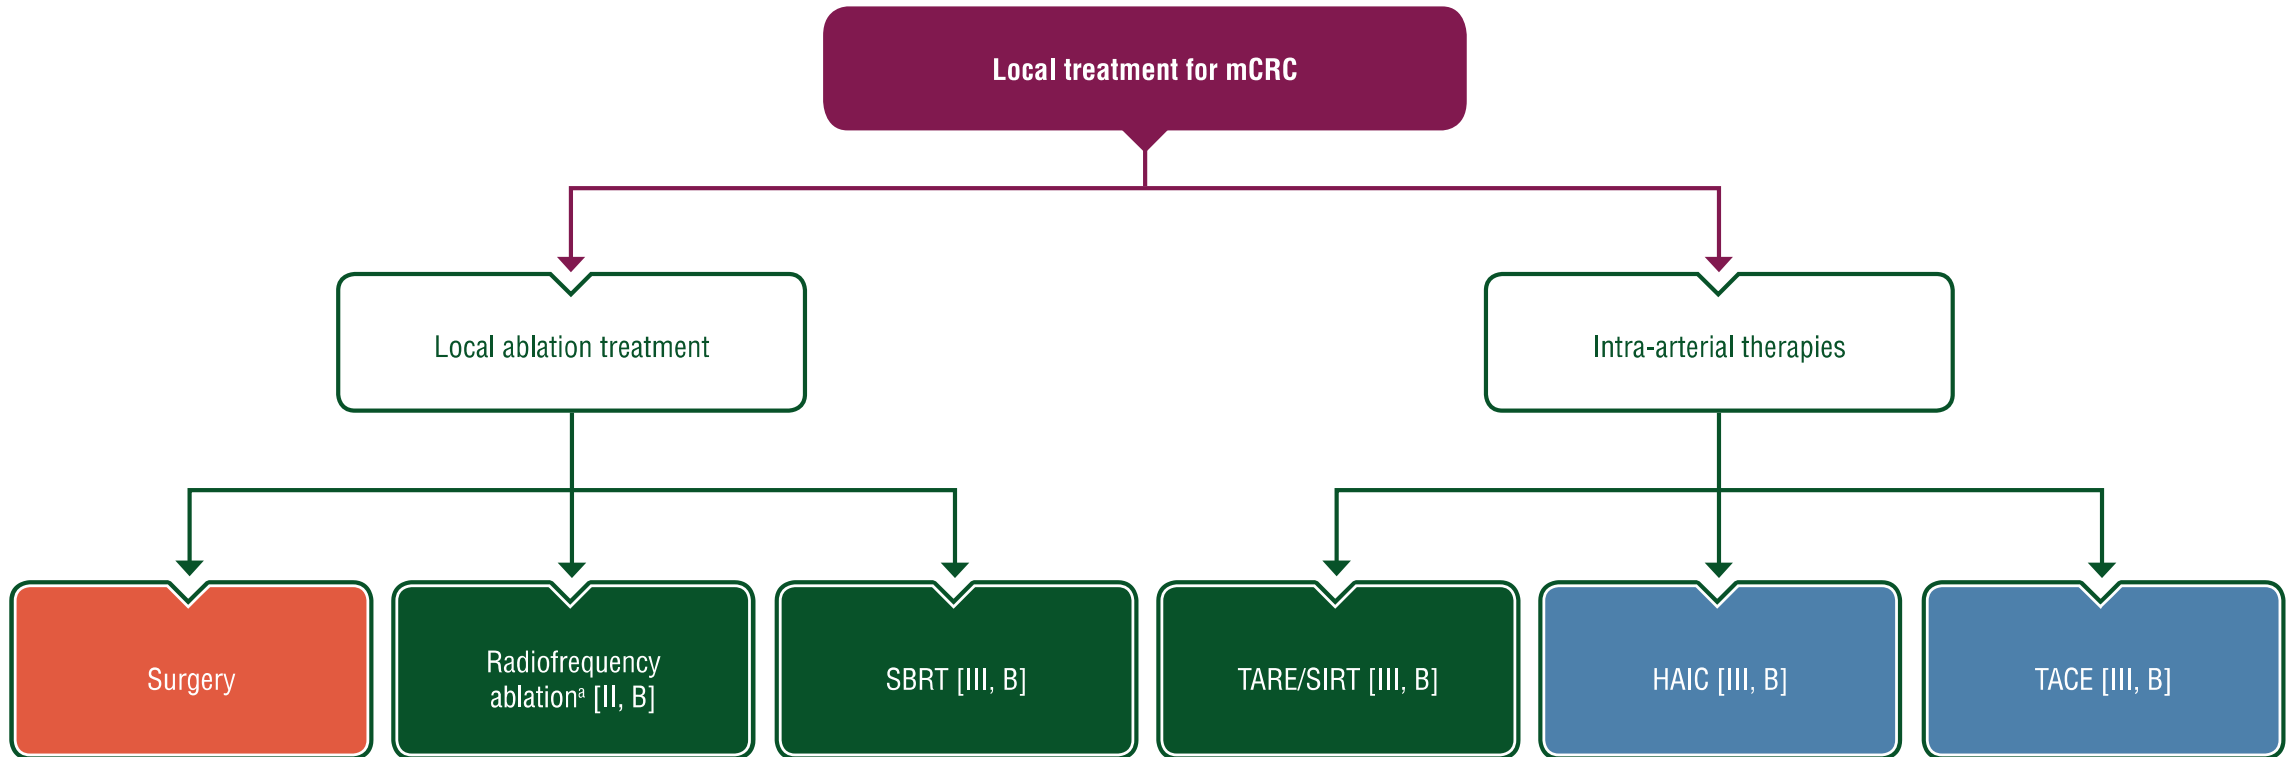 Local treatment for mCRC
Local ablation treatment
Intra-arterial therapies
Surgery
Radiofrequency
ablationᵃ [II, B]
SBRT [III, B]
TARE/SIRT [III, B]
HAIC [III, B]
TACE [III, B]